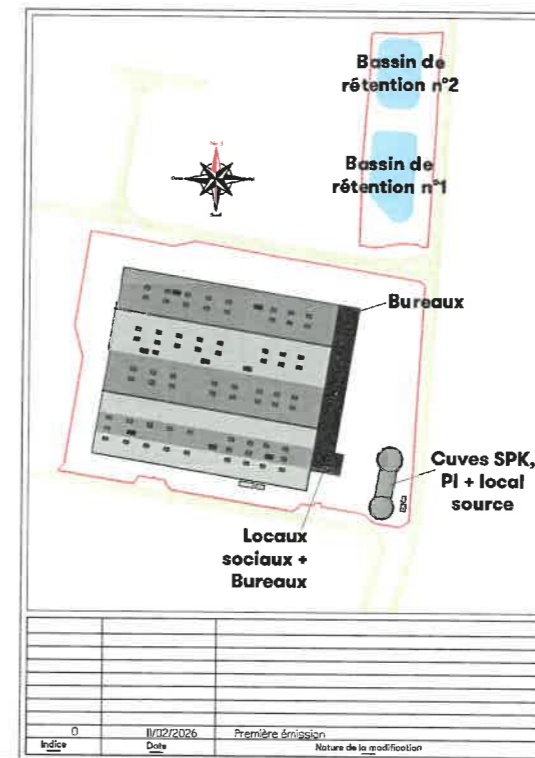 Bassin de
rétention n°2
Bassin de
rétention n°1
Sud
Bureaux
Cuves SPK,
PI + local
source
Locaux
sociaux +
Bureaux
0 11/02/2026 Première émission
Indice Date Nature de la modification